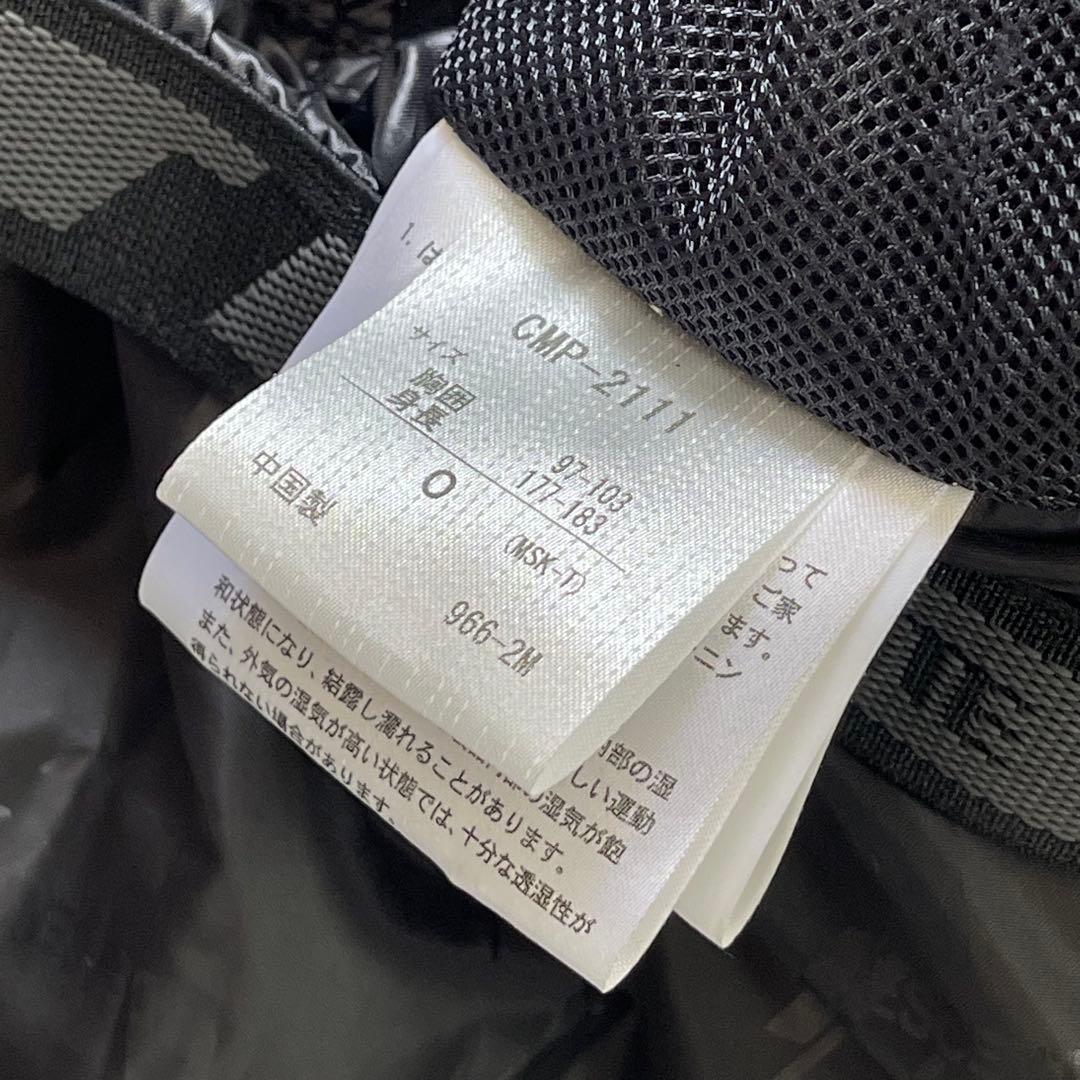 1. は
CMP-2111
サイズ
胸囲 97-103
身長 177-183
O (MSK-T)
中国製
966-2M
って
ご家
ます。
ニン
部の湿
しい運動
の湿気が飽
和状態になり、結露し濡れることがあります。
また、外気の湿気が高い状態では、十分な透湿性が
得られない場合があります。